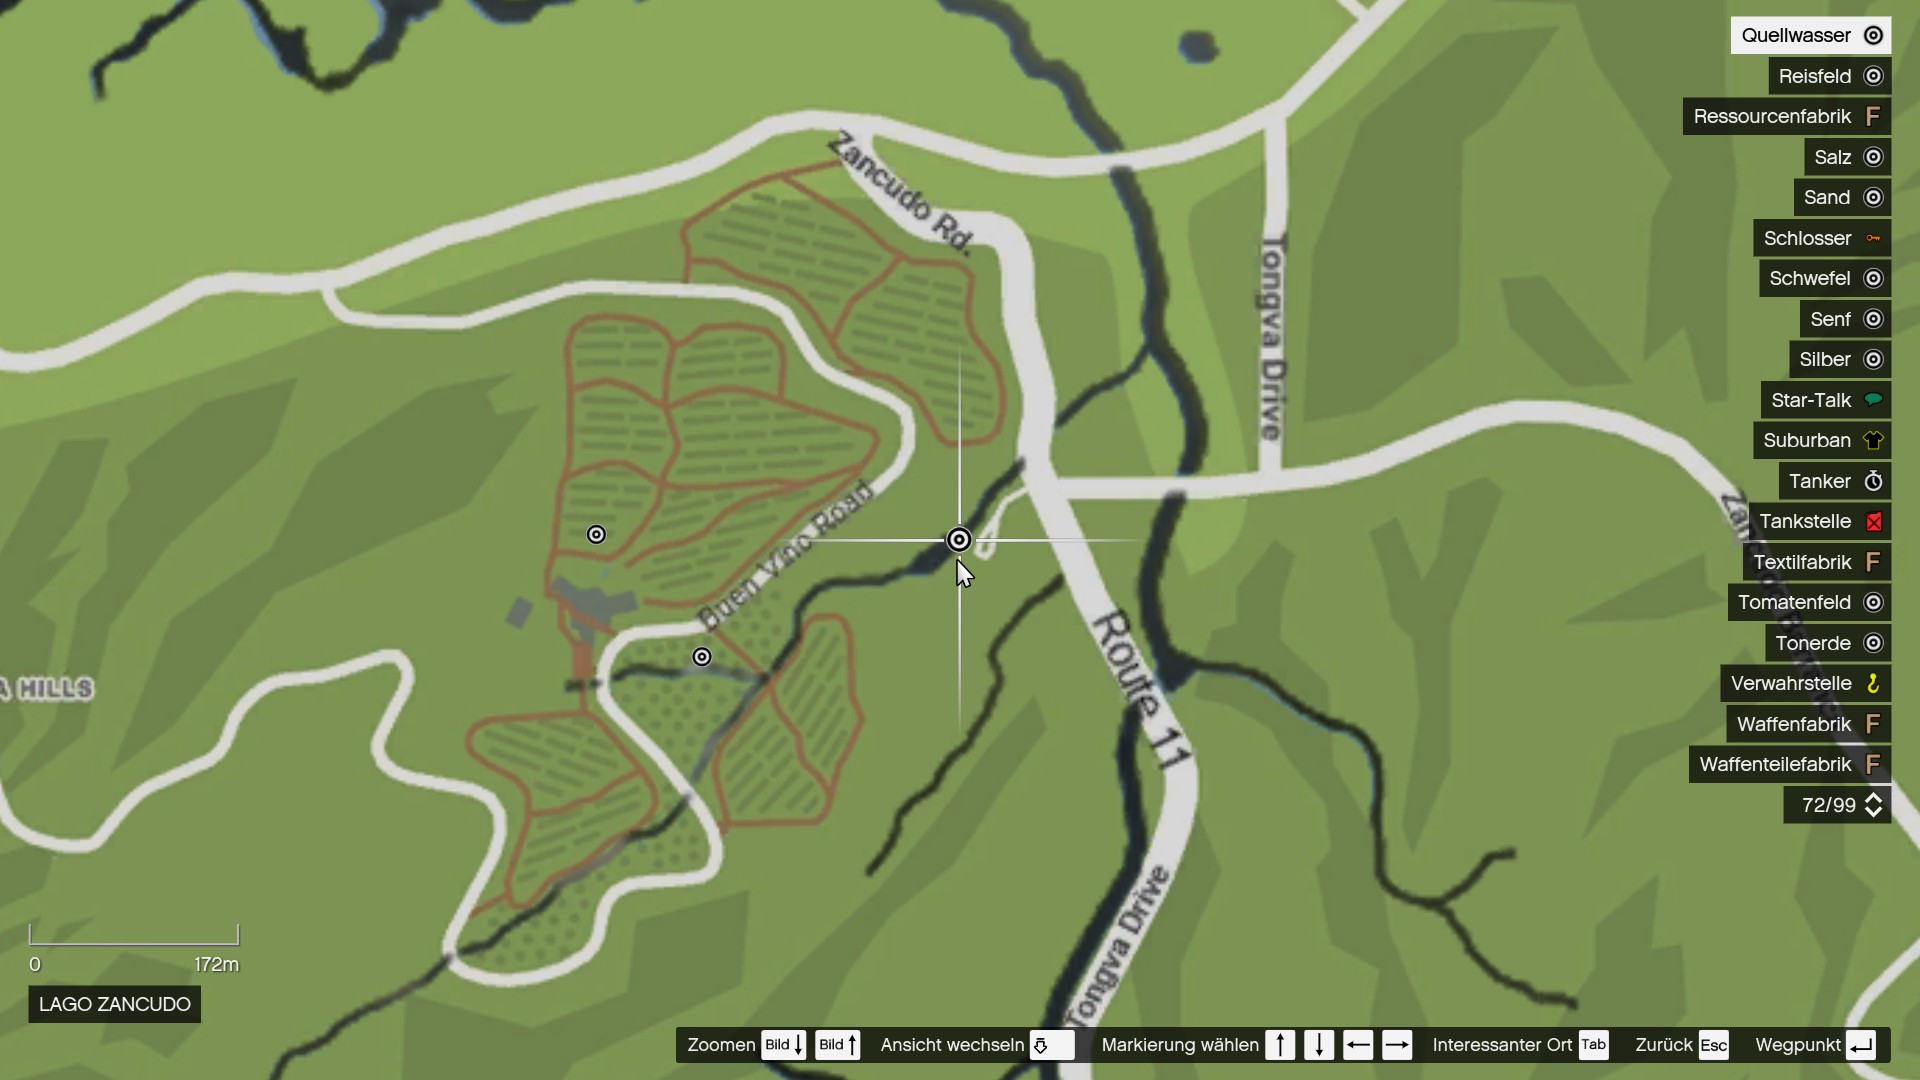 Quellwasser
Reisfeld
Ressourcenfabrik F
Salz
Sand
Schlosser
Schwefel
Senf
Silber
Star-Talk
Suburban
Tanker
Tankstelle
Textilfabrik F
Tomatenfeld
Tonerde
Verwahrstelle
Waffenfabrik F
Waffenteilefabrik F
72/99
Zancudo Rd.
Tongva Drive
Buen Vino Road
Route 11
A HILLS
Tongva Drive
0 172m
LAGO ZANCUDO
Zoomen Bild↓ Bild↑ Ansicht wechseln Markierung wählen ↑ ↓ ← → Interessanter Ort Tab Zurück Esc Wegpunkt